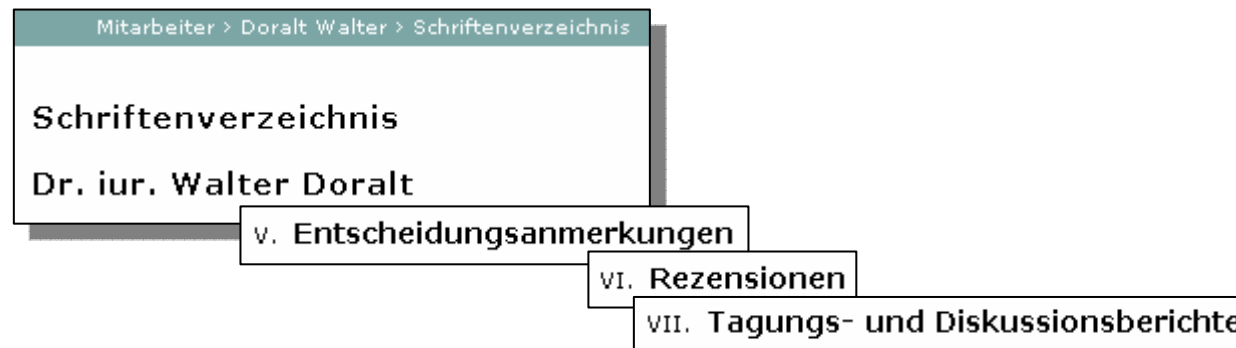 Mitarbeiter > Doralt Walter > Schriftenverzeichnis
Schriftenverzeichnis
Dr. iur. Walter Doralt
V. Entscheidungsanmerkungen
VI. Rezensionen
VII. Tagungs- und Diskussionsberichte